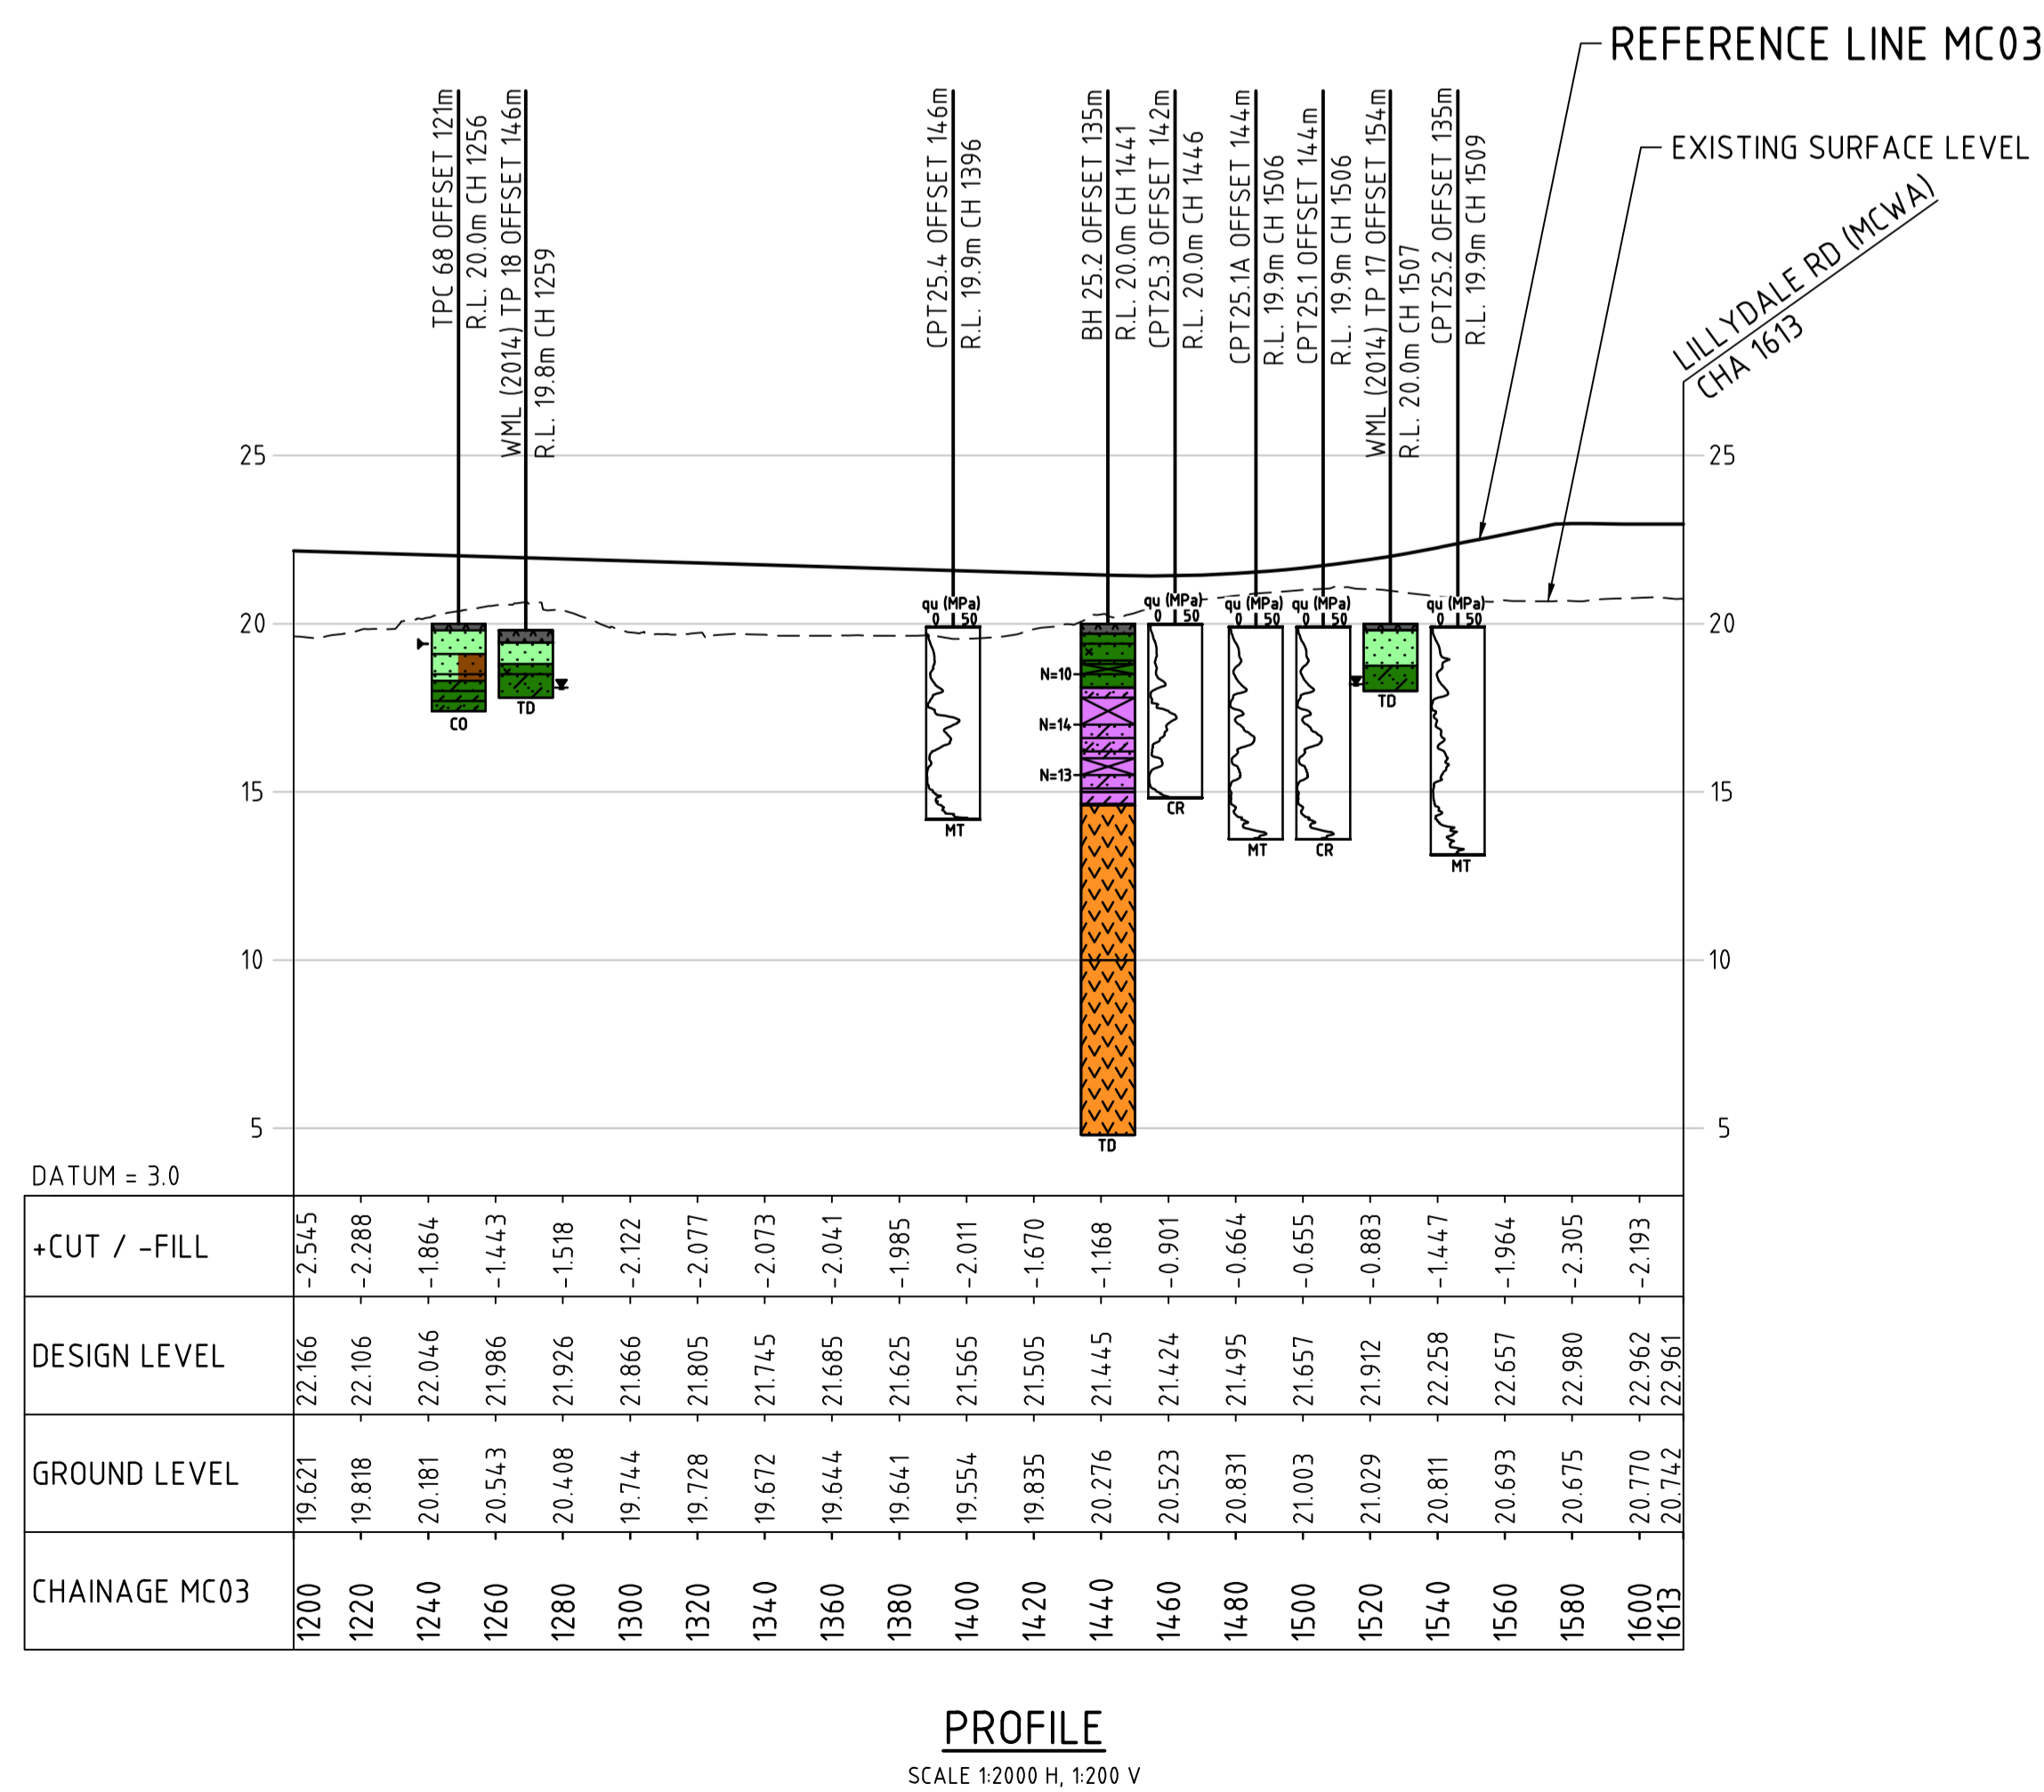 REFERENCE LINE MC03
EXISTING SURFACE LEVEL
LILLYDALE RD (MCWA)
CHA 1613
TPC 68 OFFSET 121m
R.L. 20.0m CH 1256
WML (2014) TP 18 OFFSET 146m
R.L. 19.8m CH 1259
CPT25.4 OFFSET 146m
R.L. 19.9m CH 1396
BH 25.2 OFFSET 135m
R.L. 20.0m CH 1441
CPT25.3 OFFSET 142m
R.L. 20.0m CH 1446
CPT25.1A OFFSET 144m
R.L. 19.9m CH 1506
CPT25.1 OFFSET 144m
R.L. 19.9m CH 1506
WML (2014) TP 17 OFFSET 154m
R.L. 20.0m CH 1507
CPT25.2 OFFSET 135m
R.L. 19.9m CH 1509
25 25
20 20
15 15
10 10
5 5
qu (MPa)
0 50
qu (MPa)
0 50
qu (MPa)
0 50
qu (MPa)
0 50
qu (MPa)
0 50
N=10
N=14
N=13
CO
TD
MT
TD
CR
MT
CR
TD
MT
DATUM = 3.0
+CUT / -FILL -2.545 -2.288 -1.864 -1.443 -1.518 -2.122 -2.077 -2.073 -2.041 -1.985 -2.011 -1.670 -1.168 -0.901 -0.664 -0.655 -0.883 -1.447 -1.964 -2.305 -2.193
DESIGN LEVEL 22.166 22.106 22.046 21.986 21.926 21.866 21.805 21.745 21.685 21.625 21.565 21.505 21.445 21.424 21.495 21.657 21.912 22.258 22.657 22.980 22.962 22.961
GROUND LEVEL 19.621 19.818 20.181 20.543 20.408 19.744 19.728 19.672 19.644 19.641 19.554 19.835 20.276 20.523 20.831 21.003 21.029 20.811 20.693 20.675 20.770 20.742
CHAINAGE MC03 1200 1220 1240 1260 1280 1300 1320 1340 1360 1380 1400 1420 1440 1460 1480 1500 1520 1540 1560 1580 1600 1613
PROFILE
SCALE 1:2000 H, 1:200 V